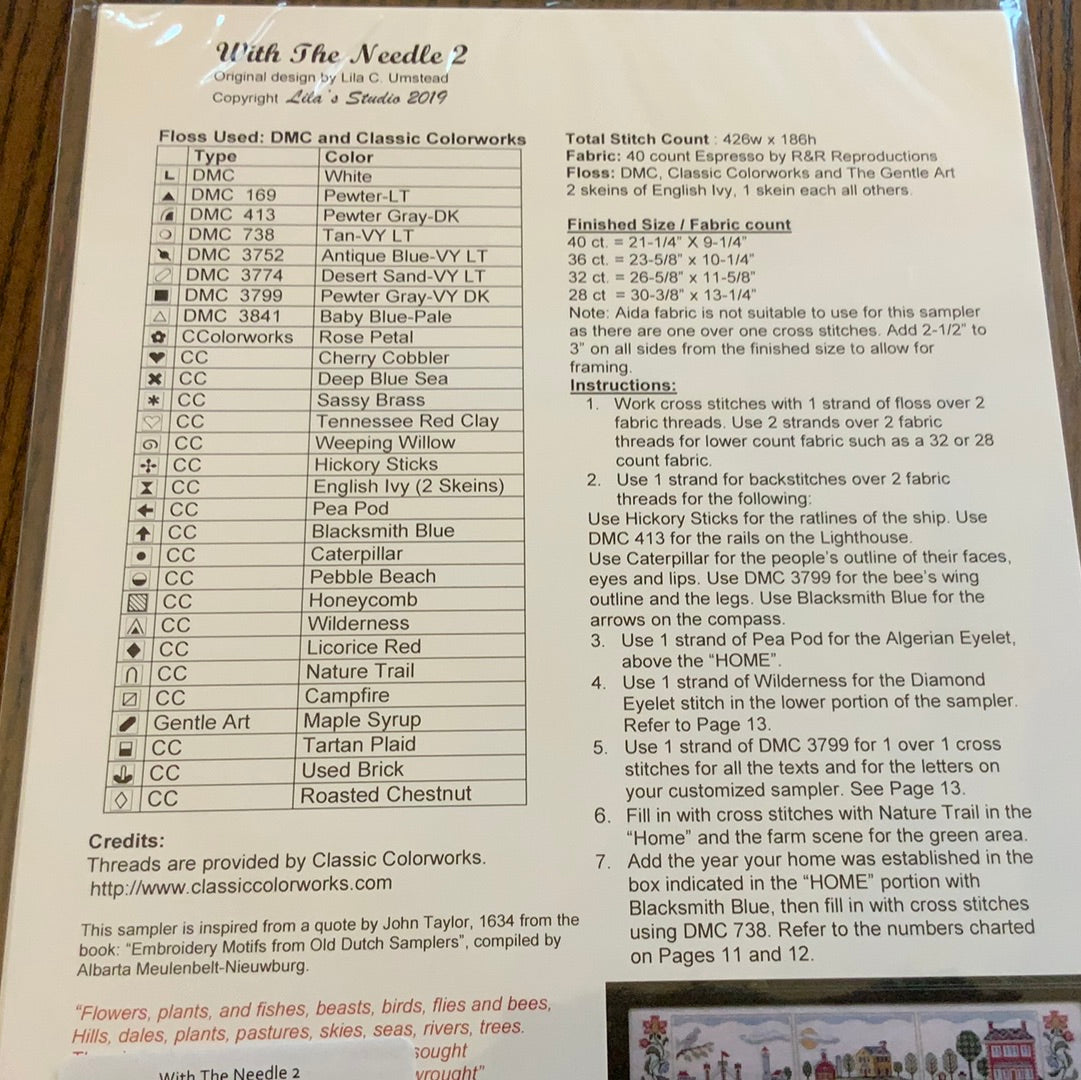 With The Needle 2
Original design by Lila C. Umstead
Copyright Lila's Studio 2019
Floss Used: DMC and Classic Colorworks
Type Color
DMC White
DMC 169 Pewter-LT
DMC 413 Pewter Gray-DK
DMC 738 Tan-VY LT
DMC 3752 Antique Blue-VY LT
DMC 3774 Desert Sand-VY LT
DMC 3799 Pewter Gray-VY DK
DMC 3841 Baby Blue-Pale
CColorworks Rose Petal
CC Cherry Cobbler
CC Deep Blue Sea
CC Sassy Brass
CC Tennessee Red Clay
CC Weeping Willow
CC Hickory Sticks
CC English Ivy (2 Skeins)
CC Pea Pod
CC Blacksmith Blue
CC Caterpillar
CC Pebble Beach
CC Honeycomb
CC Wilderness
CC Licorice Red
CC Nature Trail
CC Campfire
Gentle Art Maple Syrup
CC Tartan Plaid
CC Used Brick
CC Roasted Chestnut
Credits:
Threads are provided by Classic Colorworks.
http://www.classiccolorworks.com
This sampler is inspired from a quote by John Taylor, 1634 from the
book: "Embroidery Motifs from Old Dutch Samplers", compiled by
Albarta Meulenbelt-Nieuwburg.
"Flowers, plants, and fishes, beasts, birds, flies and bees,
Hills, dales, plants, pastures, skies, seas, rivers, trees.
sought
wrought"
With The Needle 2
Total Stitch Count : 426w x 186h
Fabric: 40 count Espresso by R&R Reproductions
Floss: DMC, Classic Colorworks and The Gentle Art
2 skeins of English Ivy, 1 skein each all others.
Finished Size / Fabric count
40 ct. = 21-1/4" X 9-1/4"
36 ct. = 23-5/8" x 10-1/4"
32 ct. = 26-5/8" x 11-5/8"
28 ct = 30-3/8" x 13-1/4"
Note: Aida fabric is not suitable to use for this sampler
as there are one over one cross stitches. Add 2-1/2" to
3" on all sides from the finished size to allow for
framing.
Instructions:
1. Work cross stitches with 1 strand of floss over 2
fabric threads. Use 2 strands over 2 fabric
threads for lower count fabric such as a 32 or 28
count fabric.
2. Use 1 strand for backstitches over 2 fabric
threads for the following:
Use Hickory Sticks for the ratlines of the ship. Use
DMC 413 for the rails on the Lighthouse.
Use Caterpillar for the people's outline of their faces,
eyes and lips. Use DMC 3799 for the bee's wing
outline and the legs. Use Blacksmith Blue for the
arrows on the compass.
3. Use 1 strand of Pea Pod for the Algerian Eyelet,
above the "HOME".
4. Use 1 strand of Wilderness for the Diamond
Eyelet stitch in the lower portion of the sampler.
Refer to Page 13.
5. Use 1 strand of DMC 3799 for 1 over 1 cross
stitches for all the texts and for the letters on
your customized sampler. See Page 13.
6. Fill in with cross stitches with Nature Trail in the
"Home" and the farm scene for the green area.
7. Add the year your home was established in the
box indicated in the "HOME" portion with
Blacksmith Blue, then fill in with cross stitches
using DMC 738. Refer to the numbers charted
on Pages 11 and 12.